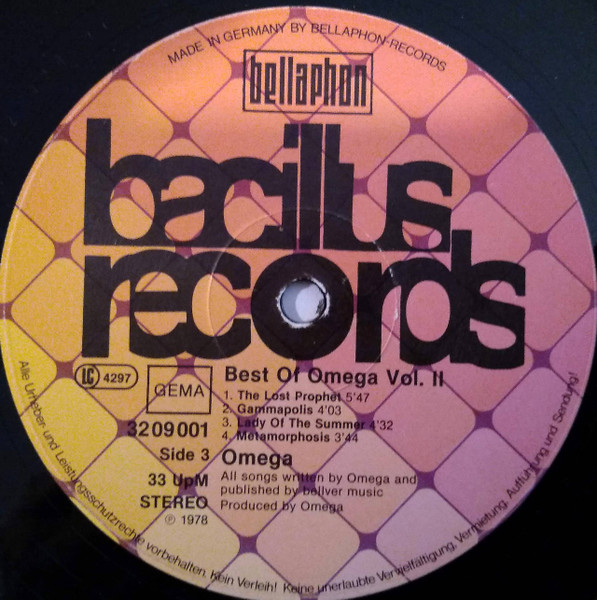 MADE IN GERMANY BY BELLAPHON-RECORDS
bellaphon
bacillus
records
LC 4297
GEMA
Best Of Omega Vol. II
1. The Lost Prophet 5'47
2. Gammapolis 4'03
3. Lady Of The Summer 4'32
4. Metamorphosis 3'44
3209001
Side 3
Omega
33 UpM
STEREO
℗ 1978
All songs written by Omega and
published by bellver music
Produced by Omega
Alle Urheber- und Leistungsschutzrechte vorbehalten. Kein Verleih! Keine unerlaubte Vervielfältigung, Vermietung, Aufführung und Sendung!